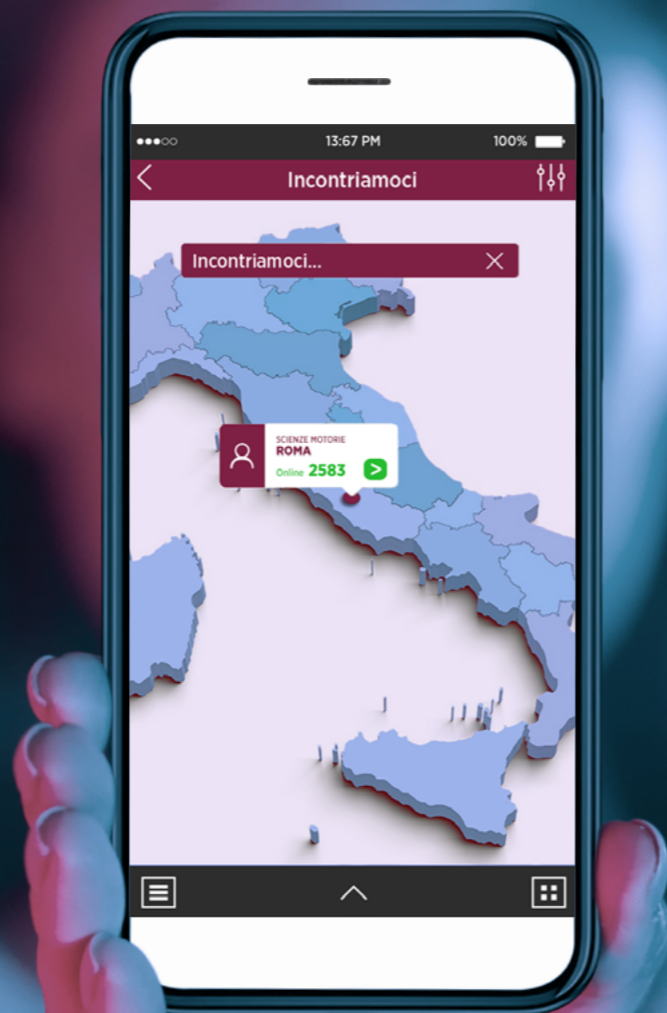 13:67 PM 100%
Incontriamoci
Incontriamoci...
SCIENZE MOTORIE
ROMA
Online 2583